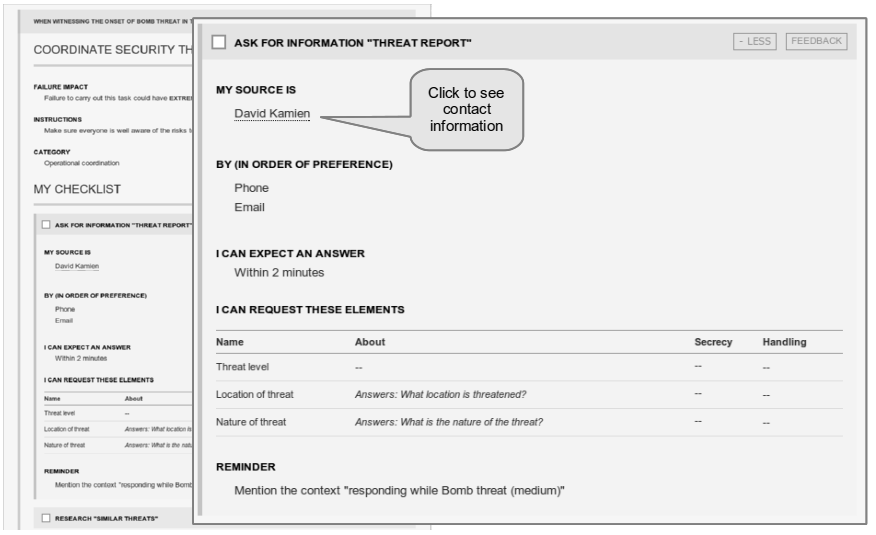 WHEN WITNESSING THE ONSET OF BOMB THREAT IN
COORDINATE SECURITY TH
FAILURE IMPACT
Failure to carry out this task could have EXTRE
INSTRUCTIONS
Make sure everyone is well aware of the risks
CATEGORY
Operational coordination
MY CHECKLIST
ASK FOR INFORMATION "THREAT REPORT"
MY SOURCE IS
David Kamien
BY (IN ORDER OF PREFERENCE)
Phone
Email
I CAN EXPECT AN ANSWER
Within 2 minutes
I CAN REQUEST THESE ELEMENTS
Name About
Threat level --
Location of threat Answers: What location is
Nature of threat Answers: What is the natu
REMINDER
Mention the context "responding while Bomb
RESEARCH "SIMILAR THREATS"
ASK FOR INFORMATION "THREAT REPORT" - LESS FEEDBACK
MY SOURCE IS
David Kamien
Click to see
contact
information
BY (IN ORDER OF PREFERENCE)
Phone
Email
I CAN EXPECT AN ANSWER
Within 2 minutes
I CAN REQUEST THESE ELEMENTS
Name About Secrecy Handling
Threat level -- -- --
Location of threat Answers: What location is threatened? -- --
Nature of threat Answers: What is the nature of the threat? -- --
REMINDER
Mention the context "responding while Bomb threat (medium)"